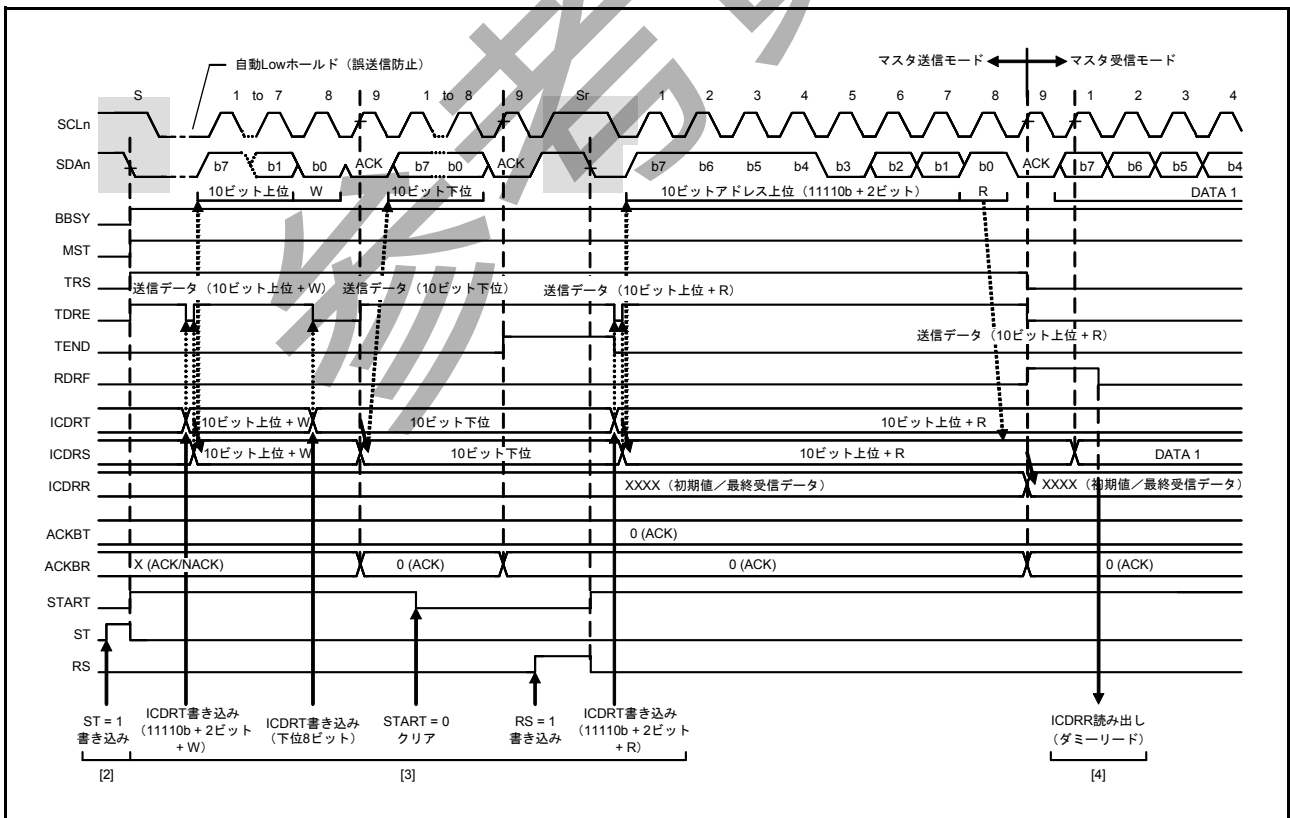 自動Lowホールド（誤送信防止）
マスタ送信モード
マスタ受信モード
S 1 to 7 8 9 1 to 8 9 Sr 1 2 3 4 5 6 7 8 9 1 2 3 4
SCLn
SDAn b7 b1 b0 ACK b7 b0 ACK b7 b6 b5 b4 b3 b2 b1 b0 ACK b7 b6 b5 b4
10ビット上位 W 10ビット下位 10ビットアドレス上位（11110b + 2ビット） R DATA 1
BBSY
MST
TRS
送信データ（10ビット上位 + W） 送信データ（10ビット下位） 送信データ（10ビット上位 + R）
TDRE
送信データ（10ビット上位 + R）
TEND
RDRF
ICDRT 10ビット上位 + W 10ビット下位 10ビット上位 + R
ICDRS 10ビット上位 + W 10ビット下位 10ビット上位 + R DATA 1
ICDRR XXXX（初期値／最終受信データ） XXXX（初期値／最終受信データ）
ACKBT 0 (ACK)
ACKBR X (ACK/NACK) 0 (ACK) 0 (ACK) 0 (ACK)
START
ST
RS
ST = 1
書き込み
ICDRT書き込み
（11110b + 2ビット
+ W）
ICDRT書き込み
（下位8ビット）
START = 0
クリア
RS = 1
書き込み
ICDRT書き込み
（11110b + 2ビット
+ R）
ICDRR読み出し
（ダミーリード）
[2] [3] [4]